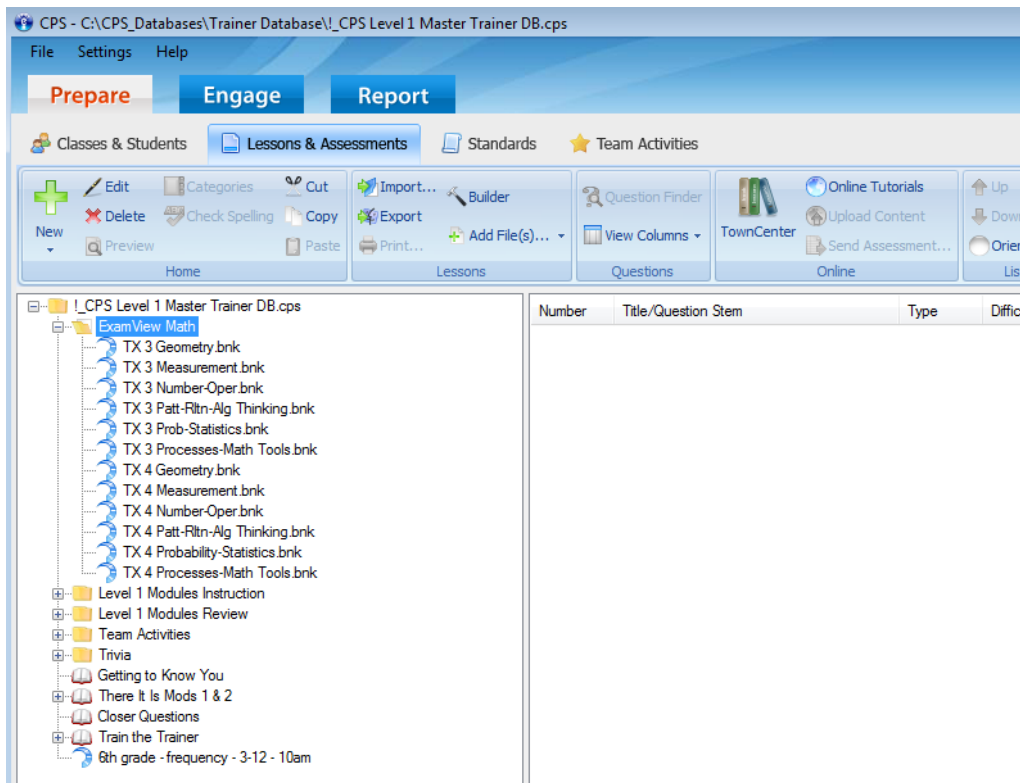 CPS - C:\CPS_Databases\Trainer Database\!_CPS Level 1 Master Trainer DB.cps
File Settings Help
Prepare Engage Report
Classes & Students Lessons & Assessments Standards Team Activities
New
Edit Categories Cut
Delete Check Spelling Copy
Preview Paste
Home
Import... Builder
Export
Print... Add File(s)...
Lessons
Question Finder
View Columns
Questions
TownCenter
Online Tutorials
Upload Content
Send Assessment...
Online
Up
Down
Orien
Lis
!_CPS Level 1 Master Trainer DB.cps
ExamView Math
TX 3 Geometry.bnk
TX 3 Measurement.bnk
TX 3 Number-Oper.bnk
TX 3 Patt-Rltn-Alg Thinking.bnk
TX 3 Prob-Statistics.bnk
TX 3 Processes-Math Tools.bnk
TX 4 Geometry.bnk
TX 4 Measurement.bnk
TX 4 Number-Oper.bnk
TX 4 Patt-Rltn-Alg Thinking.bnk
TX 4 Probability-Statistics.bnk
TX 4 Processes-Math Tools.bnk
Level 1 Modules Instruction
Level 1 Modules Review
Team Activities
Trivia
Getting to Know You
There It Is Mods 1 & 2
Closer Questions
Train the Trainer
6th grade - frequency - 3-12 - 10am
Number Title/Question Stem Type Diffic